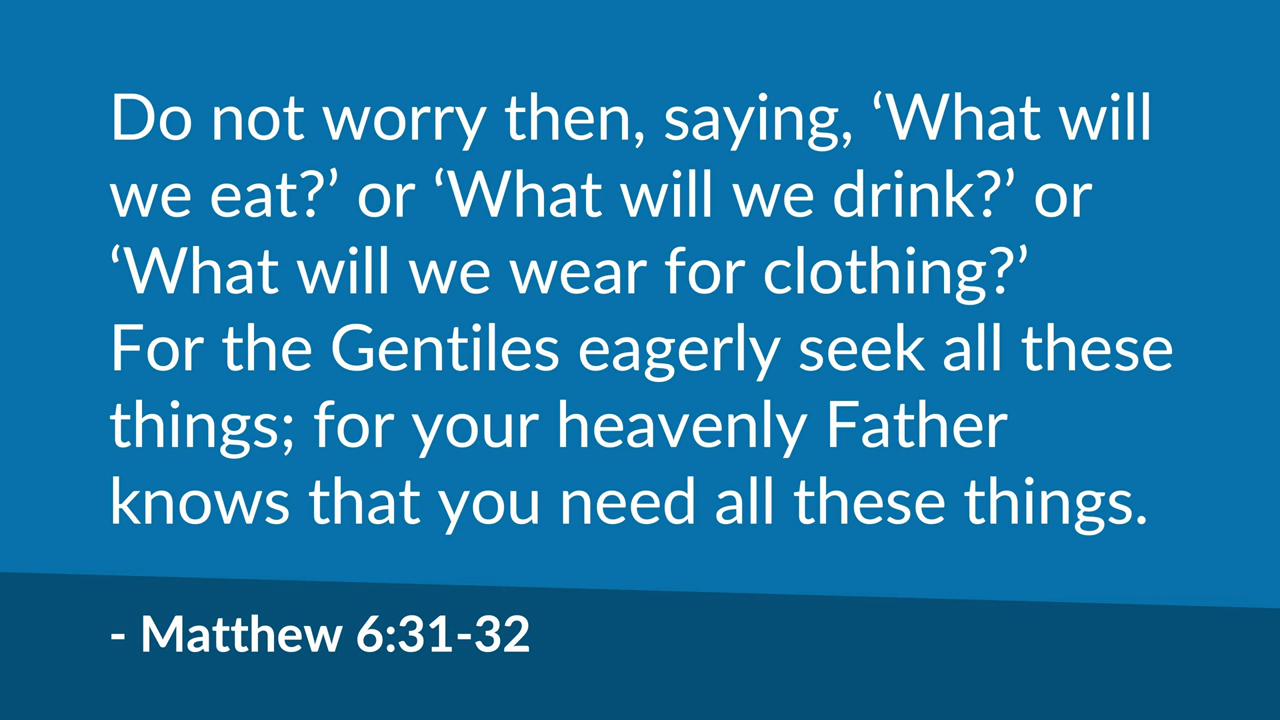 Do not worry then, saying, ‘What will
we eat?’ or ‘What will we drink?’ or
‘What will we wear for clothing?’
For the Gentiles eagerly seek all these
things; for your heavenly Father
knows that you need all these things.
- Matthew 6:31-32